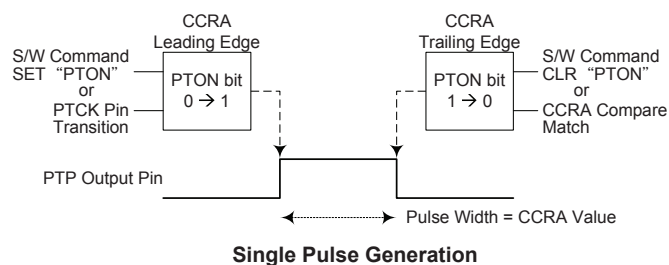 CCRA
Leading Edge
S/W Command
SET “PTON”
or
PTCK Pin
Transition
PTON bit
0 → 1
CCRA
Trailing Edge
PTON bit
1 → 0
S/W Command
CLR “PTON”
or
CCRA Compare
Match
PTP Output Pin
Pulse Width = CCRA Value
Single Pulse Generation